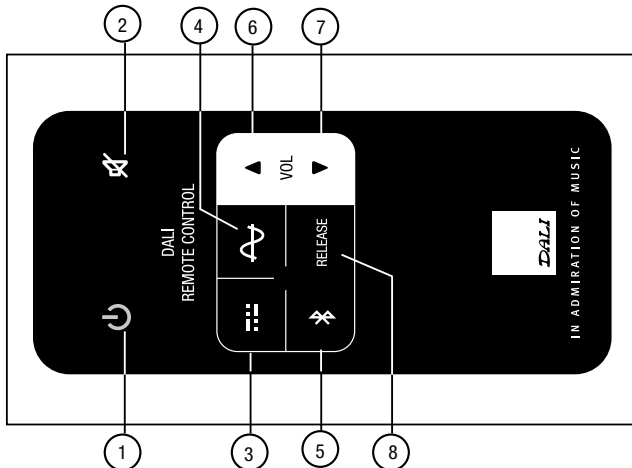 2
4
6
7
DALI
REMOTE CONTROL
VOL
RELEASE
DALI
IN ADMIRATION OF MUSIC
1
3
5
8